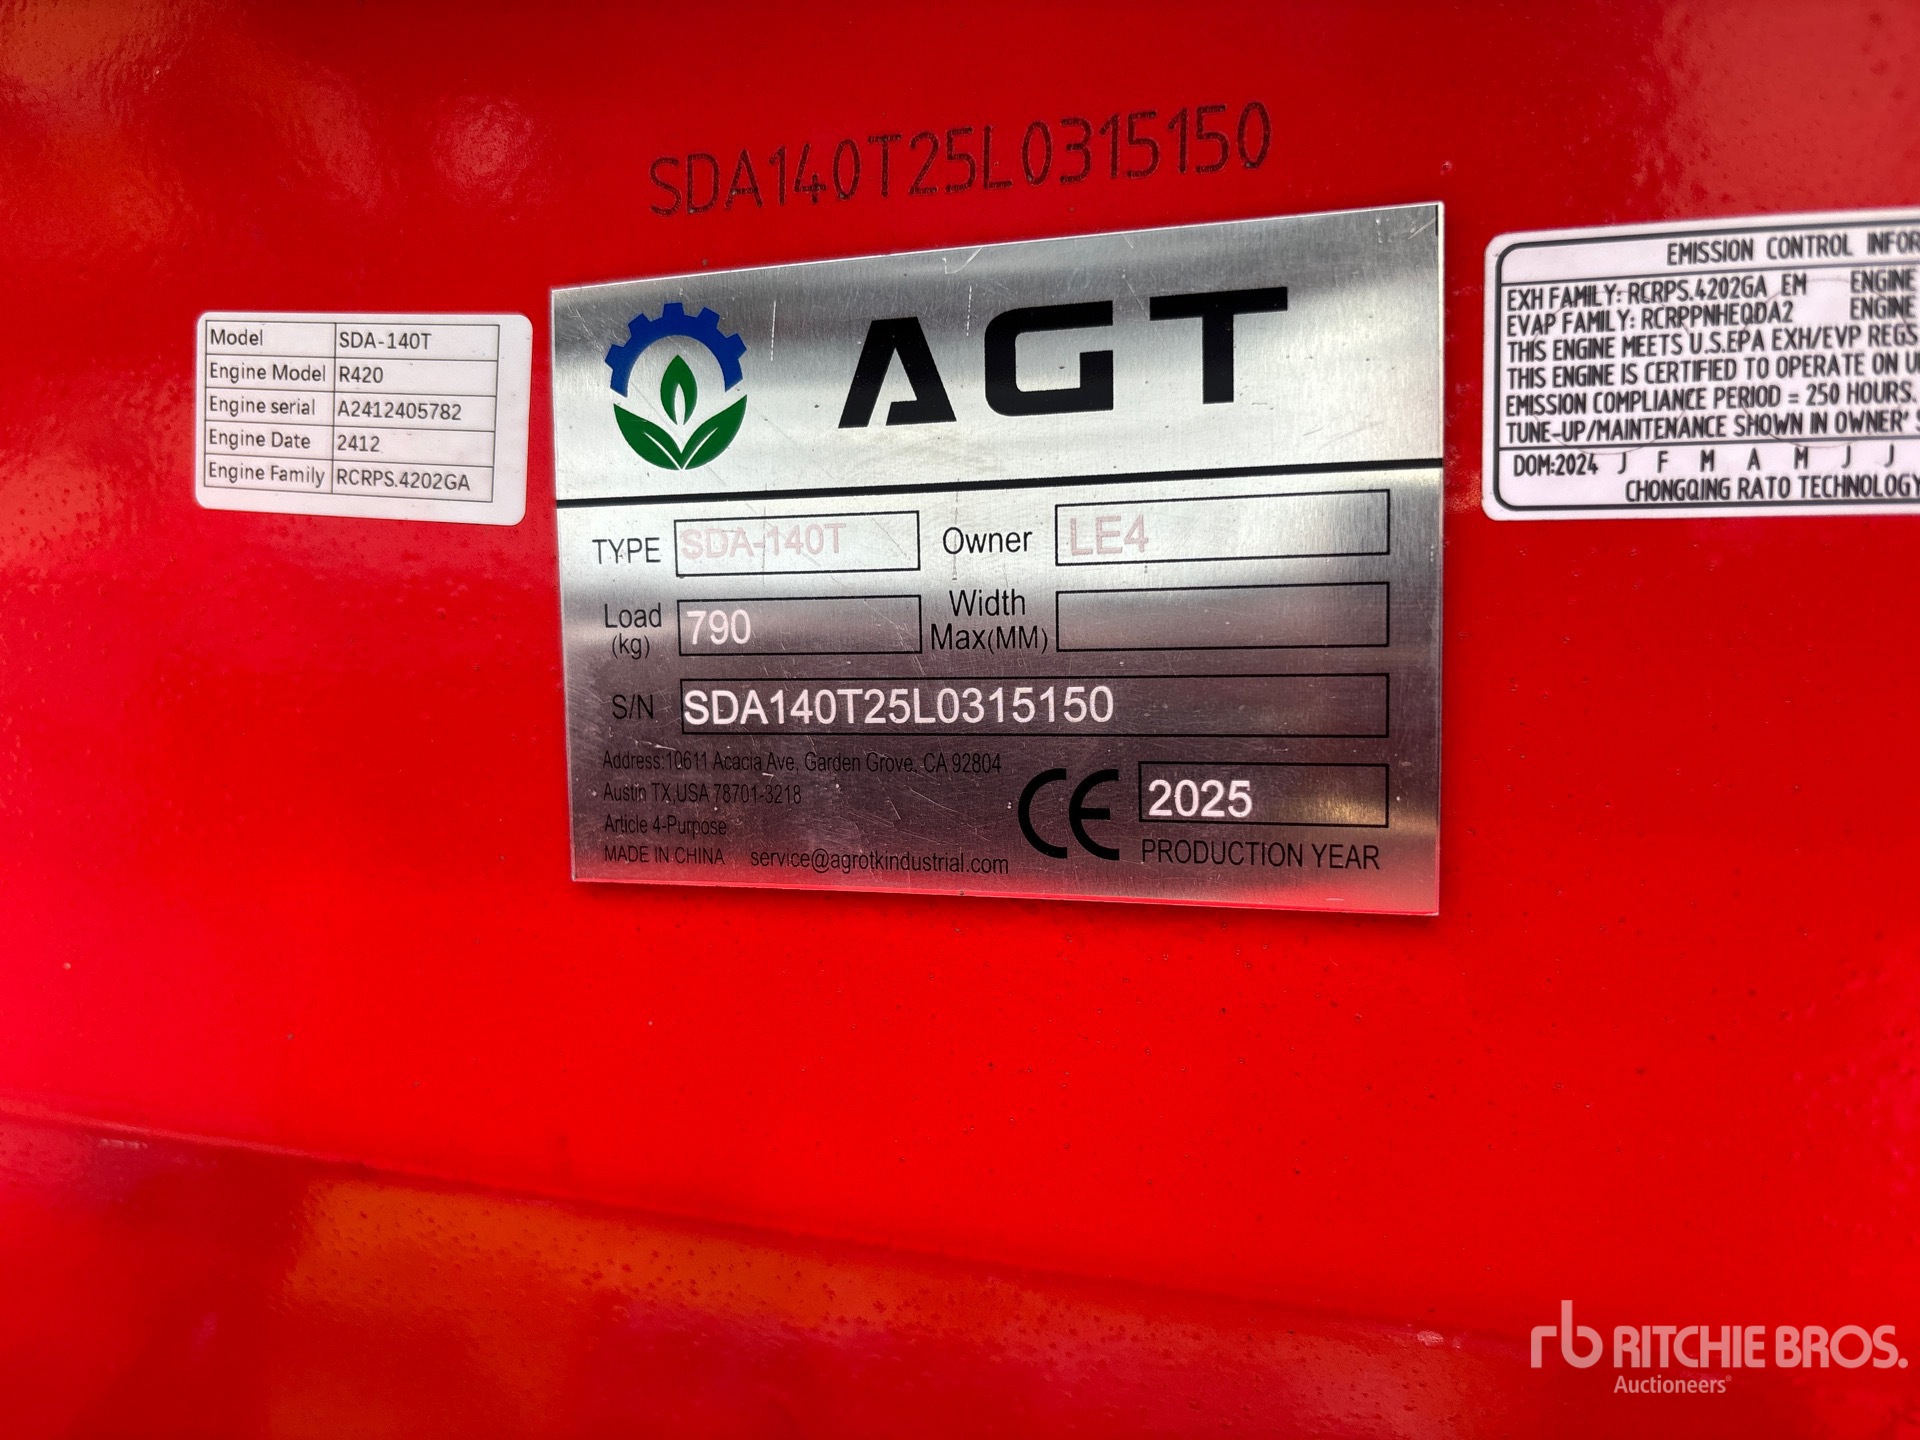 SDA140T25L0315150
Model SDA-140T
Engine Model R420
Engine serial A2412405782
Engine Date 2412
Engine Family RCRPS.4202GA
AGT
TYPE SDA-140T Owner LE4
Load (kg) 790 Width Max(MM)
S/N SDA140T25L0315150
Address:10611 Acacia Ave, Garden Grove, CA 92804
Austin TX,USA 78701-3218
Article 4-Purpose
MADE IN CHINA service@agrotkindustrial.com
CE 2025
PRODUCTION YEAR
EMISSION CONTROL INFOR
EXH FAMILY: RCRPS.4202GA EM ENGINE
EVAP FAMILY: RCRPPNHEQDA2 ENGINE
THIS ENGINE MEETS U.S.EPA EXH/EVP REGS
THIS ENGINE IS CERTIFIED TO OPERATE ON U
EMISSION COMPLIANCE PERIOD = 250 HOURS.
TUNE-UP/MAINTENANCE SHOWN IN OWNER'S
DOM:2024 J F M A M J J
CHONGQING RATO TECHNOLOGY
rb RITCHIE BROS.
Auctioneers